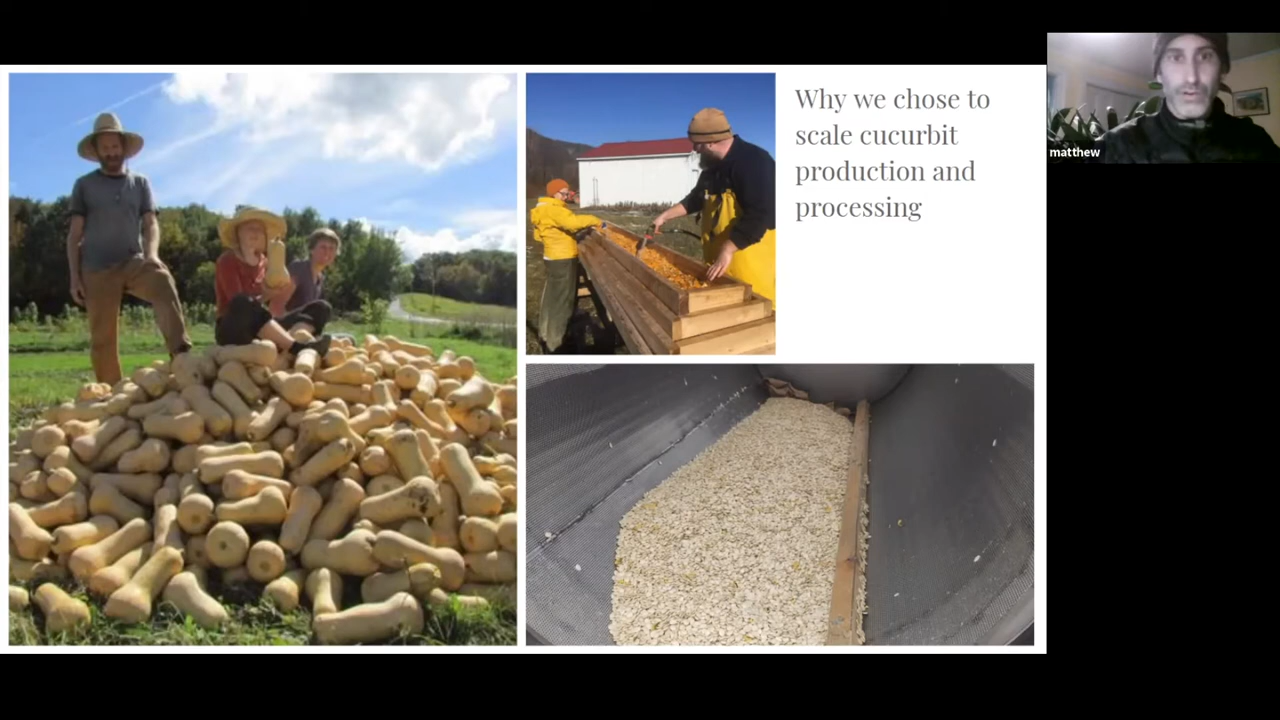 Why we chose to
scale cucurbit
production and
processing
matthew